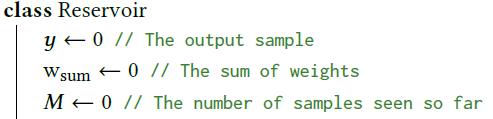 class Reservoir
y ← 0 // The output sample
w_sum ← 0 // The sum of weights
M ← 0 // The number of samples seen so far